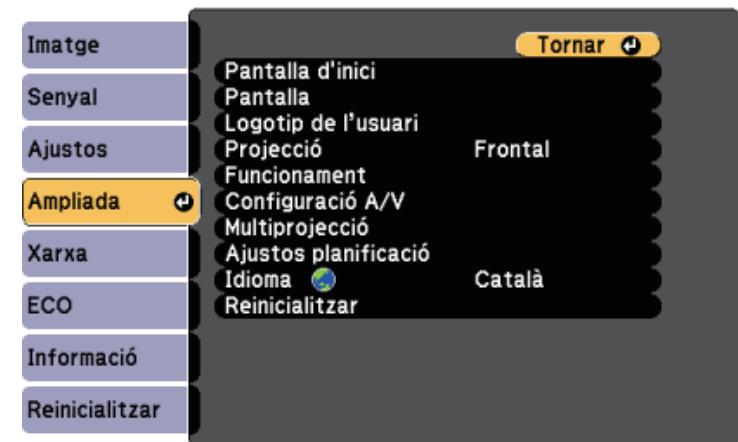 Imatge
Senyal
Ajustos
Ampliada
Xarxa
ECO
Informació
Reinicialitzar
Tornar
Pantalla d'inici
Pantalla
Logotip de l'usuari
Projecció Frontal
Funcionament
Configuració A/V
Multiprojecció
Ajustos planificació
Idioma Català
Reinicialitzar